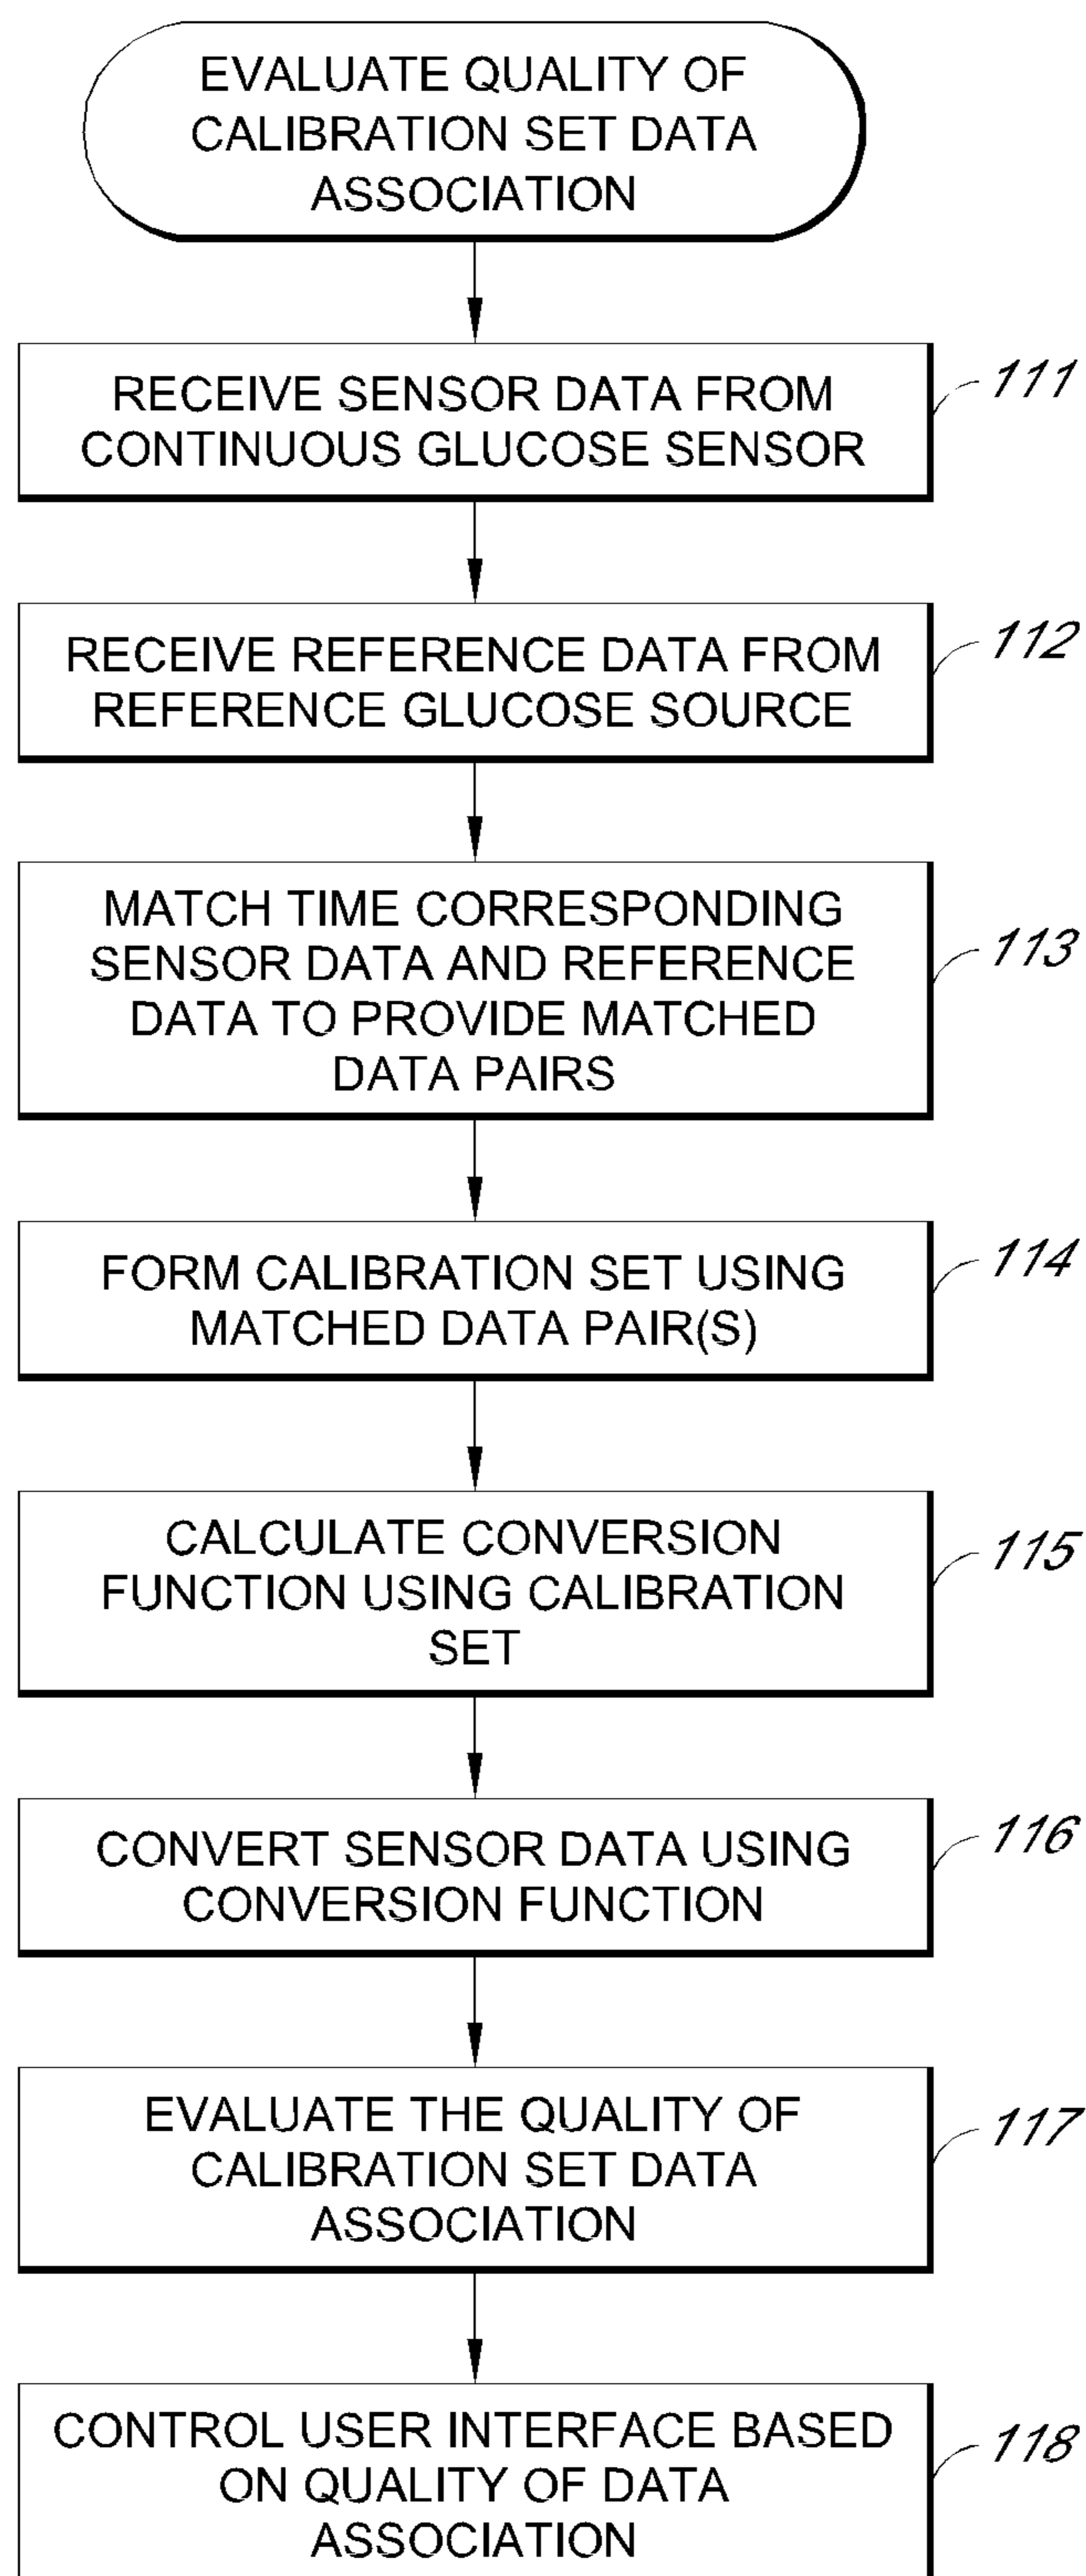 EVALUATE QUALITY OF
CALIBRATION SET DATA
ASSOCIATION
RECEIVE SENSOR DATA FROM
CONTINUOUS GLUCOSE SENSOR
111
RECEIVE REFERENCE DATA FROM
REFERENCE GLUCOSE SOURCE
112
MATCH TIME CORRESPONDING
SENSOR DATA AND REFERENCE
DATA TO PROVIDE MATCHED
DATA PAIRS
113
FORM CALIBRATION SET USING
MATCHED DATA PAIR(S)
114
CALCULATE CONVERSION
FUNCTION USING CALIBRATION
SET
115
CONVERT SENSOR DATA USING
CONVERSION FUNCTION
116
EVALUATE THE QUALITY OF
CALIBRATION SET DATA
ASSOCIATION
117
CONTROL USER INTERFACE BASED
ON QUALITY OF DATA
ASSOCIATION
118